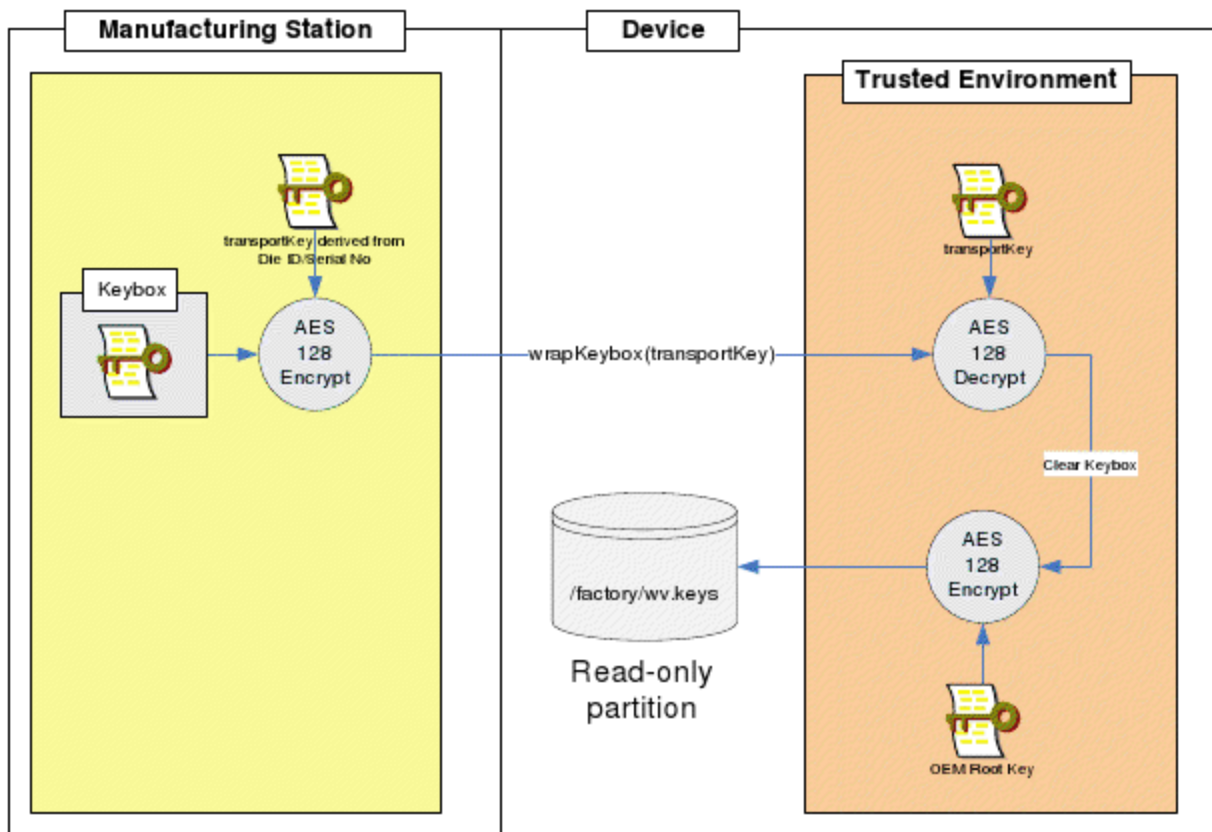 Manufacturing Station
Device
Trusted Environment
transportKey derived from
Die ID/Serial No
Keybox
AES
128
Encrypt
wrapKeybox(transportKey)
transportKey
AES
128
Decrypt
Clear Keybox
AES
128
Encrypt
/factory/wv.keys
Read-only
partition
OEM Root Key